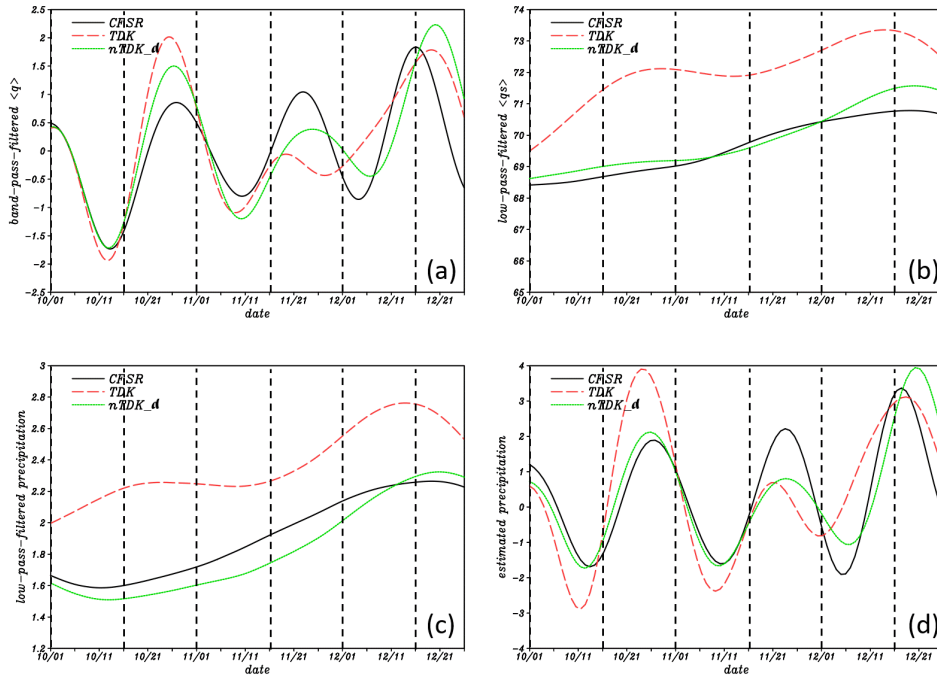 CFSR
TDK
nTDK_d
2.5
2
1.5
1
0.5
0
-0.5
-1
-1.5
-2
-2.5
band-pass-filtered <q>
10/01 10/11 10/21 11/01 11/11 11/21 12/01 12/11 12/21
date
(a)
CFSR
TDK
nTDK_d
74
73
72
71
70
69
68
67
66
65
low-pass-filtered <qs>
10/01 10/11 10/21 11/01 11/11 11/21 12/01 12/11 12/21
date
(b)
CFSR
TDK
nTDK_d
3
2.8
2.6
2.4
2.2
2
1.8
1.6
1.4
1.2
low-pass-filtered precipitation
10/01 10/11 10/21 11/01 11/11 11/21 12/01 12/11 12/21
date
(c)
CFSR
TDK
nTDK_d
4
3
2
1
0
-1
-2
-3
-4
estimated precipitation
10/01 10/11 10/21 11/01 11/11 11/21 12/01 12/11 12/21
date
(d)